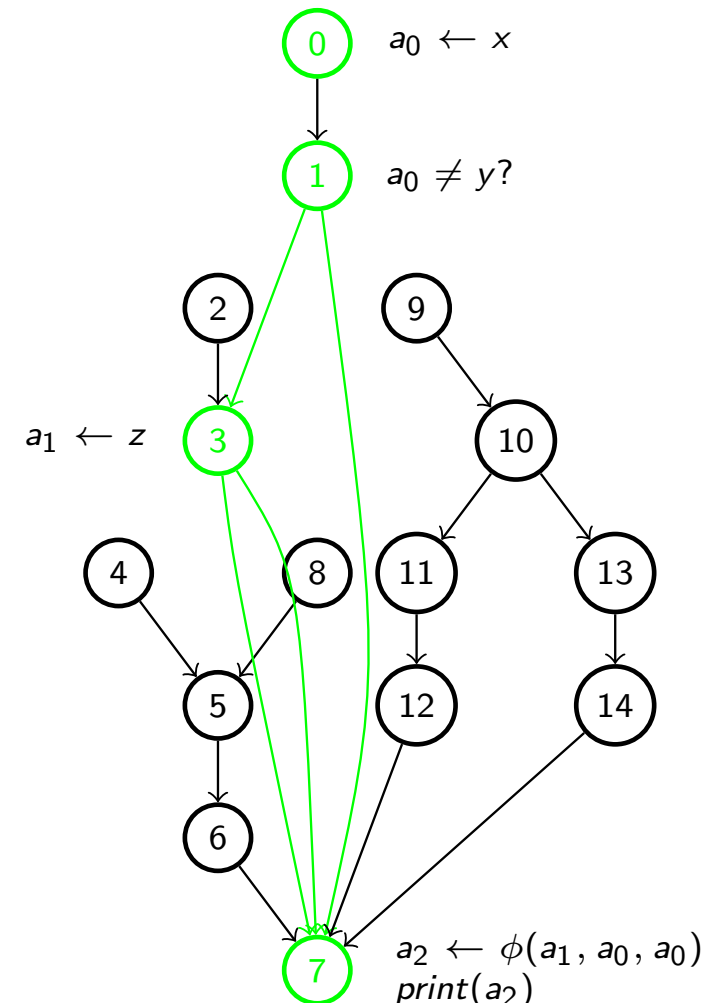 0 a₀ ← x
1 a₀ ≠ y?
2 9
a₁ ← z 3 10
4 8 11 13
5 12 14
6
a₂ ← ϕ(a₁, a₀, a₀)
7
print(a₂)